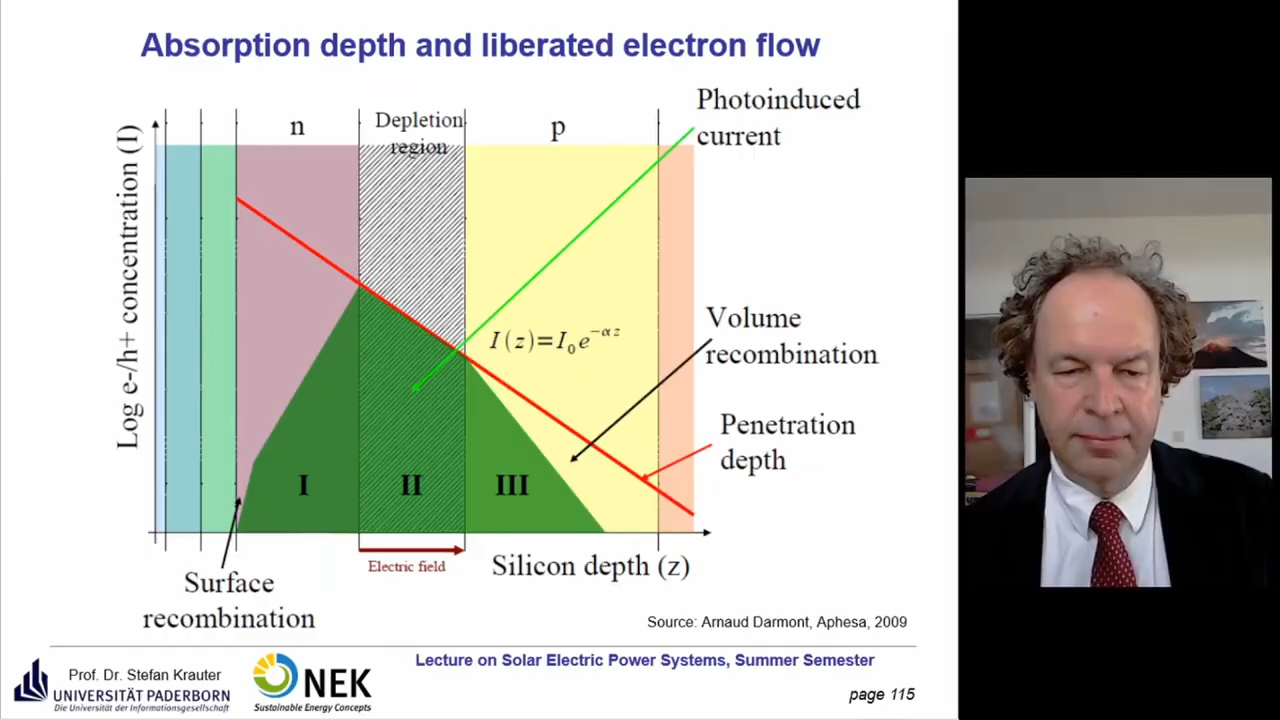 Absorption depth and liberated electron flow
Log e-/h+ concentration (I)
n
Depletion
region
p
Photoinduced
current
I(z)=I₀e^{-αz}
Volume
recombination
Penetration
depth
I
II
III
Electric field
Silicon depth (z)
Surface
recombination
Source: Arnaud Darmont, Aphesa, 2009
Prof. Dr. Stefan Krauter
UNIVERSITÄT PADERBORN
Die Universität der Informationsgesellschaft
NEK
Sustainable Energy Concepts
Lecture on Solar Electric Power Systems, Summer Semester
page 115